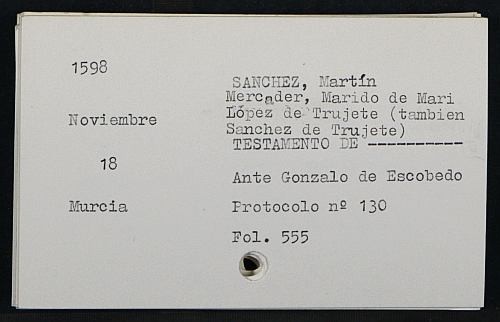 1598
SANCHEZ, Martín
Mercader, Marido de Mari
Noviembre
López de Trujete (tambien
Sanchez de Trujete)
TESTAMENTO DE ----------
18
Ante Gonzalo de Escobedo
Murcia
Protocolo nº 130
Fol. 555